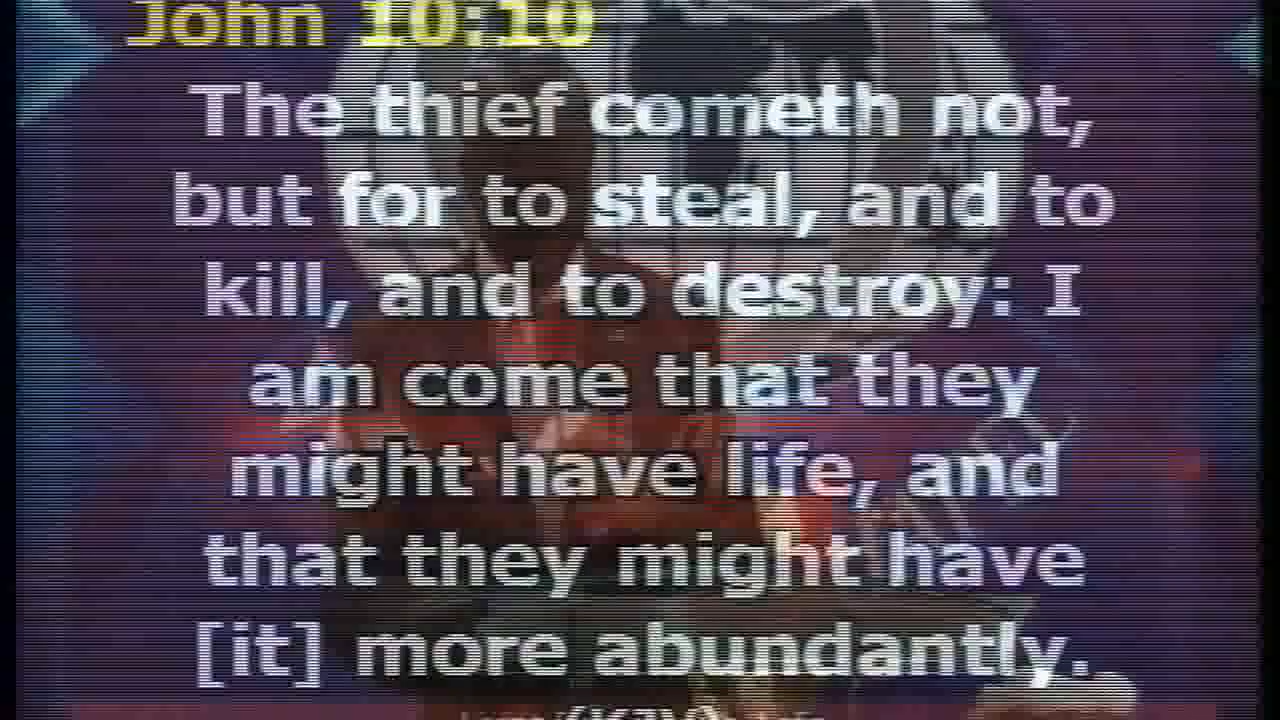 John 10:10
The thief cometh not,
but for to steal, and to
kill, and to destroy: I
am come that they
might have life, and
that they might have
[it] more abundantly.
(KJV)